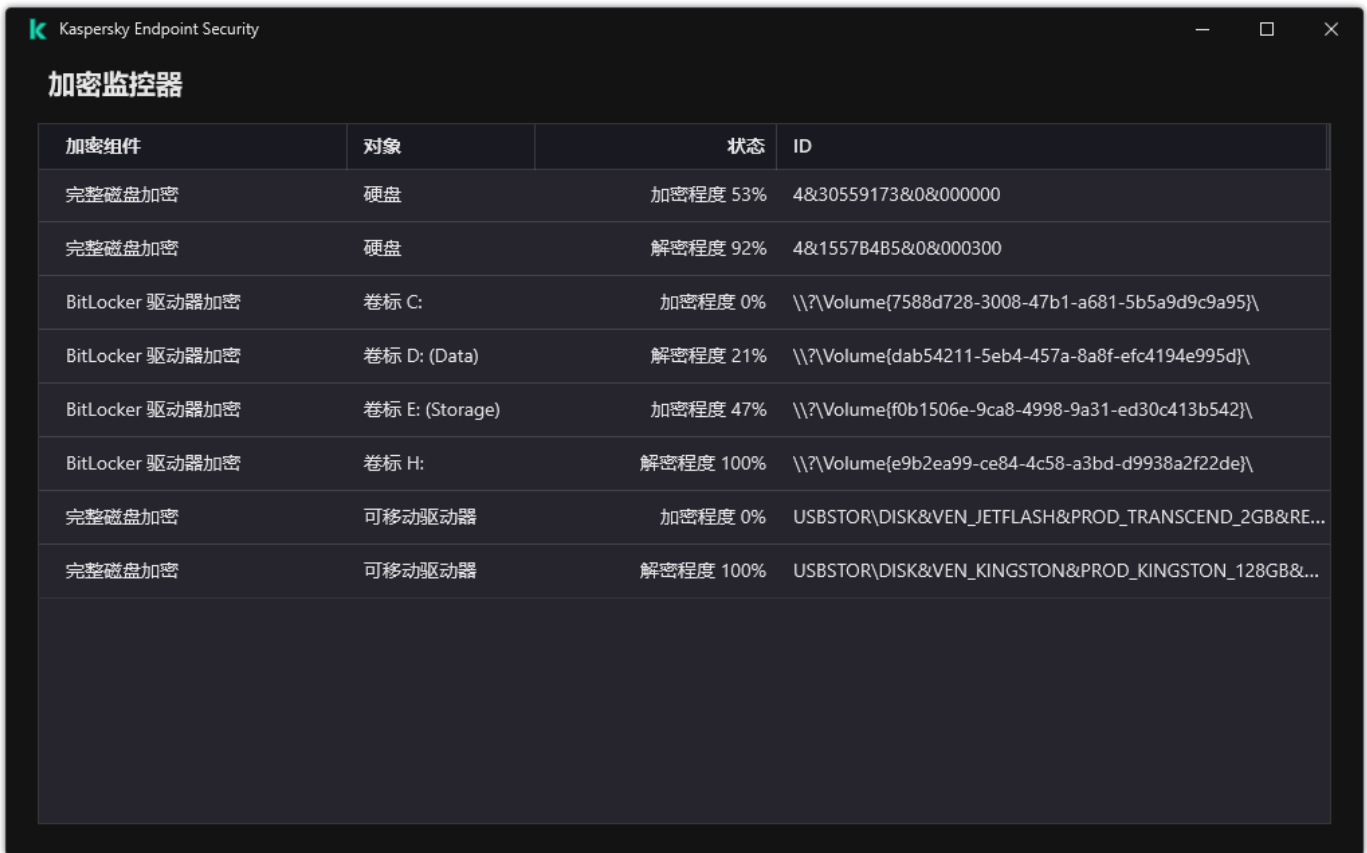 Kaspersky Endpoint Security
加密监控器
加密组件 对象 状态 ID
完整磁盘加密 硬盘 加密程度 53% 4&30559173&0&000000
完整磁盘加密 硬盘 解密程度 92% 4&1557B4B5&0&000300
BitLocker 驱动器加密 卷标 C: 加密程度 0% \\?\Volume{7588d728-3008-47b1-a681-5b5a9d9c9a95}\
BitLocker 驱动器加密 卷标 D: (Data) 解密程度 21% \\?\Volume{dab54211-5eb4-457a-8a8f-efc4194e995d}\
BitLocker 驱动器加密 卷标 E: (Storage) 加密程度 47% \\?\Volume{f0b1506e-9ca8-4998-9a31-ed30c413b542}\
BitLocker 驱动器加密 卷标 H: 解密程度 100% \\?\Volume{e9b2ea99-ce84-4c58-a3bd-d9938a2f22de}\
完整磁盘加密 可移动驱动器 加密程度 0% USBSTOR\DISK&VEN_JETFLASH&PROD_TRANSCEND_2GB&RE...
完整磁盘加密 可移动驱动器 解密程度 100% USBSTOR\DISK&VEN_KINGSTON&PROD_KINGSTON_128GB&...